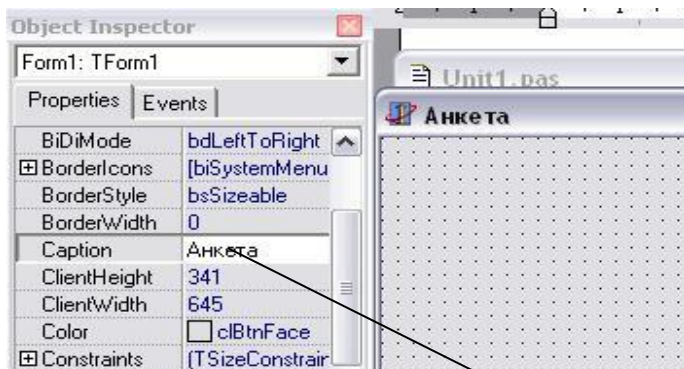 Object Inspector
Form1: TForm1
Properties Events
BiDiMode bdLeftToRight
BorderIcons [biSystemMenu
BorderStyle bsSizeable
BorderWidth 0
Caption Анкета
ClientHeight 341
ClientWidth 645
Color clBtnFace
Constraints (TSizeConstrain
Unit1.pas
Анкета